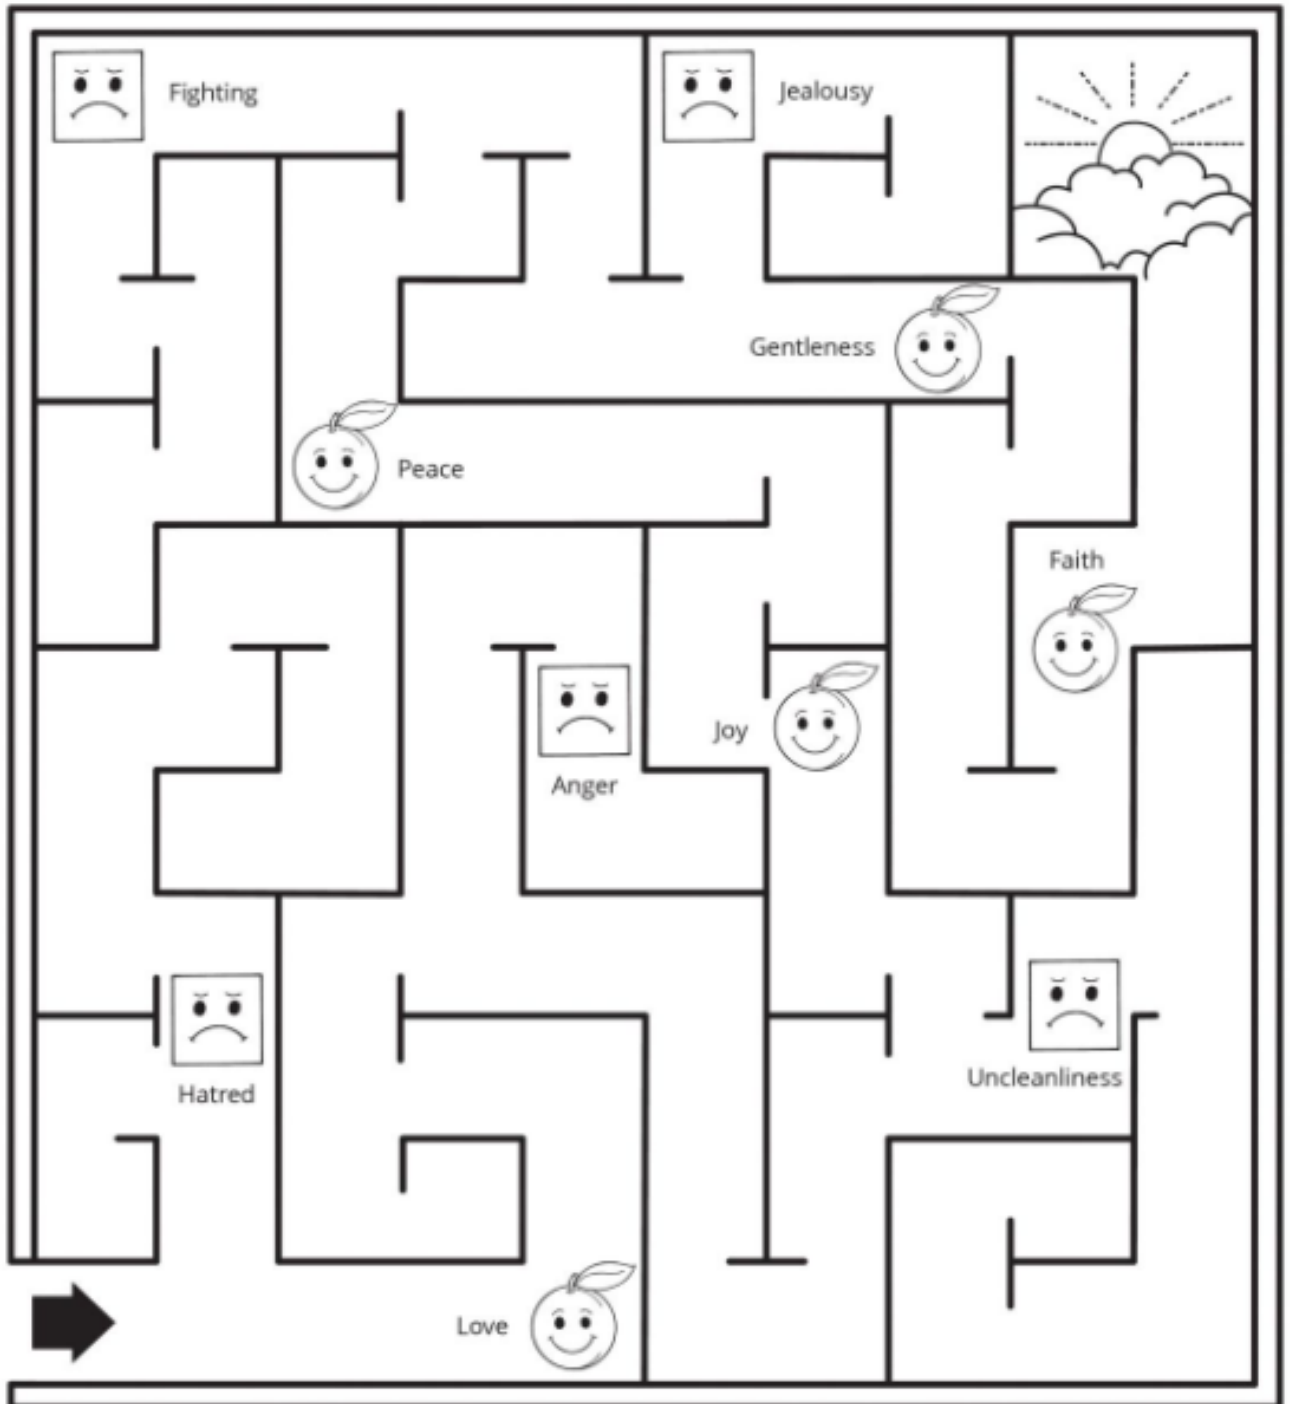 Fighting
Jealousy
Gentleness
Peace
Faith
Joy
Anger
Hatred
Uncleanliness
Love